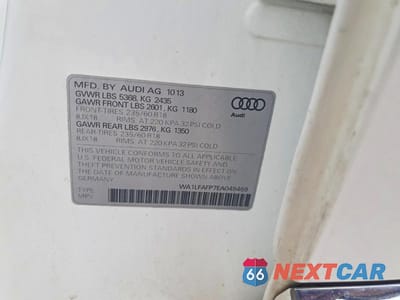 MFD. BY AUDI AG 10 13
GVWR LBS 5368, KG 2435
GAWR FRONT LBS 2601, KG 1180
FRONT TIRES 235/60 R18
8JX18 RIMS AT 220 KPA 32 PSI COLD
GAWR REAR LBS 2976, KG 1350
REAR TIRES 235/60 R18
8JX18 RIMS AT 220 KPA 32 PSI COLD
THIS VEHICLE CONFORMS TO ALL APPLICABLE
U.S. FEDERAL MOTOR VEHICLE SAFETY AND
THEFT PREVENTION STANDARDS IN EFFECT ON
THE DATE OF MANUFACTURE SHOWN ABOVE
GERMANY
TYPE: WA1LFAFP7EA048469
MPV
Audi
66 NEXTCAR